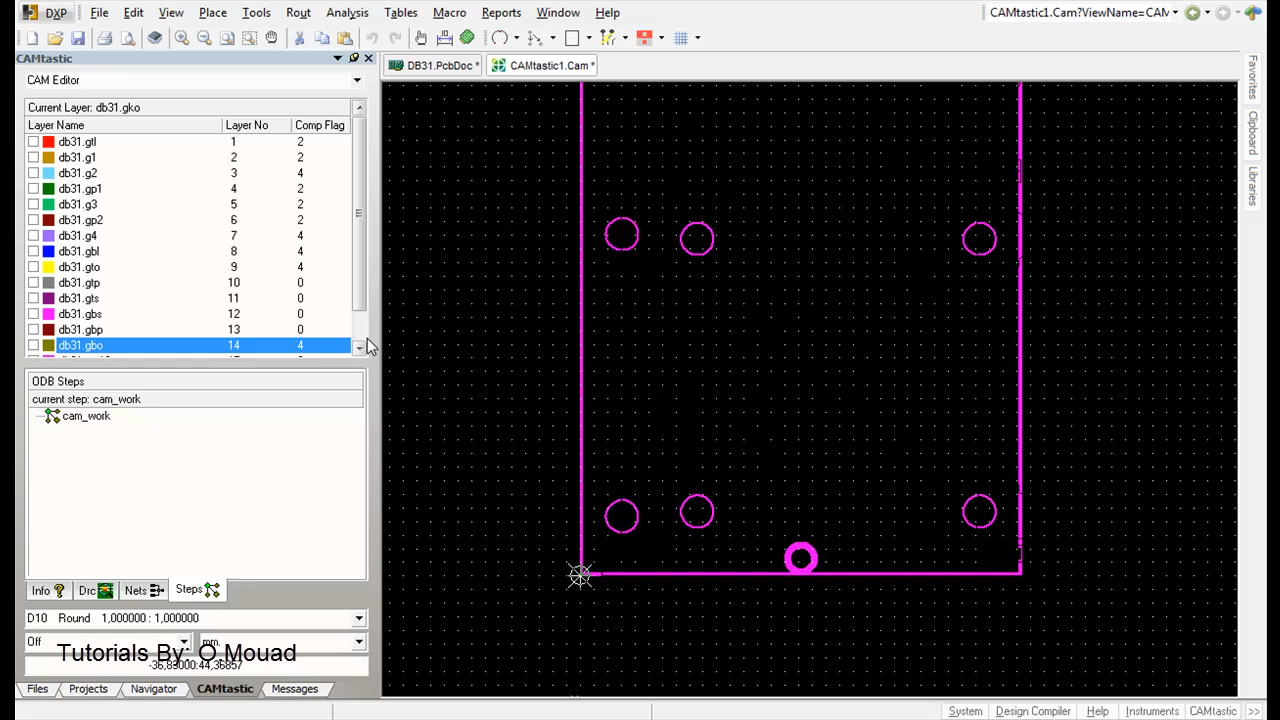 DXP File Edit View Place Tools Rout Analysis Tables Macro Reports Window Help CAMtastic1.Cam?ViewName=CAM
CAMtastic
DB31.PcbDoc * CAMtastic1.Cam *
CAM Editor
Current Layer: db31.gko
Layer Name Layer No Comp Flag
db31.gtl 1 2
db31.g1 2 2
db31.g2 3 4
db31.gp1 4 2
db31.g3 5 2
db31.gp2 6 2
db31.g4 7 4
db31.gbl 8 4
db31.gto 9 4
db31.gtp 10 0
db31.gts 11 0
db31.gbs 12 0
db31.gbp 13 0
db31.gbo 14 4
ODB Steps
current step: cam_work
cam_work
Info Drc Nets Steps
D10 Round 1,000000 : 1,000000
Off mm.
Tutorials By: O Mouad
-36,83000:44,36857
Files Projects Navigator CAMtastic Messages
Favorites
Clipboard
Libraries
System Design Compiler Help Instruments CAMtastic >>